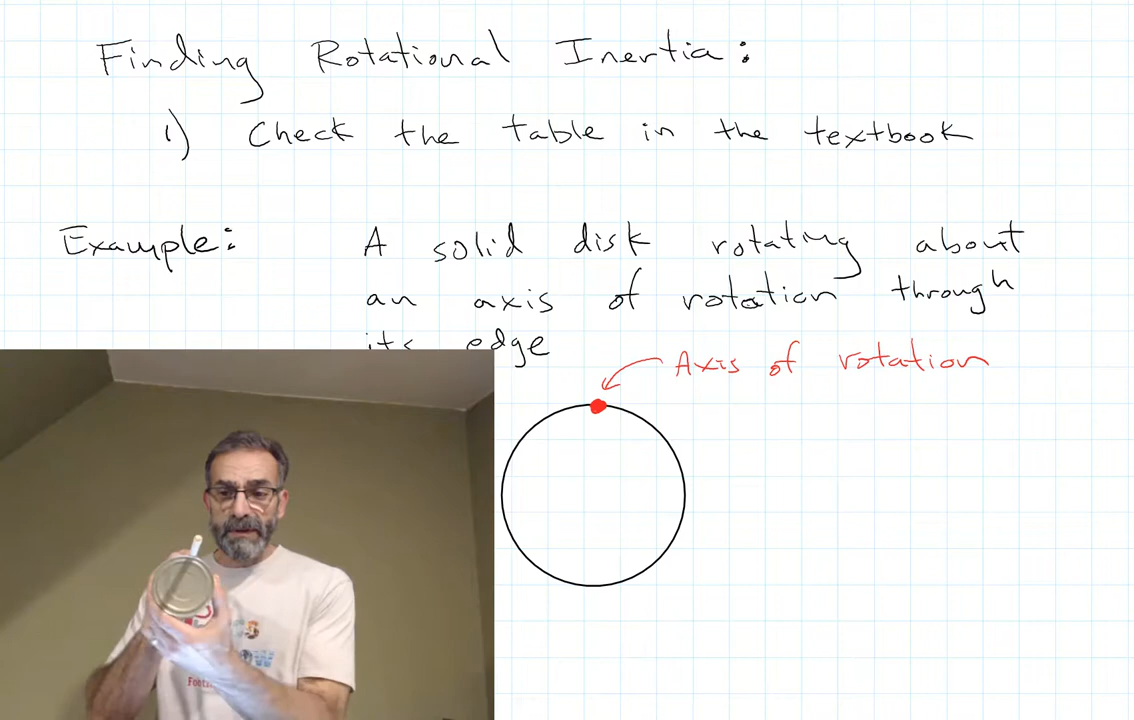 Finding Rotational Inertia:
1) Check the table in the textbook
Example: A solid disk rotating about
an axis of rotation through
its edge
Axis of rotation